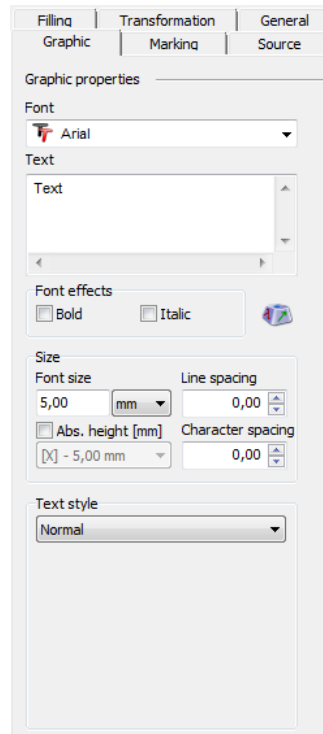 Filling Transformation General
Graphic Marking Source
Graphic properties
Font
Arial
Text
Text
Font effects
Bold Italic
Size
Font size Line spacing
5,00 mm 0,00
Abs. height [mm] Character spacing
[X] - 5,00 mm 0,00
Text style
Normal